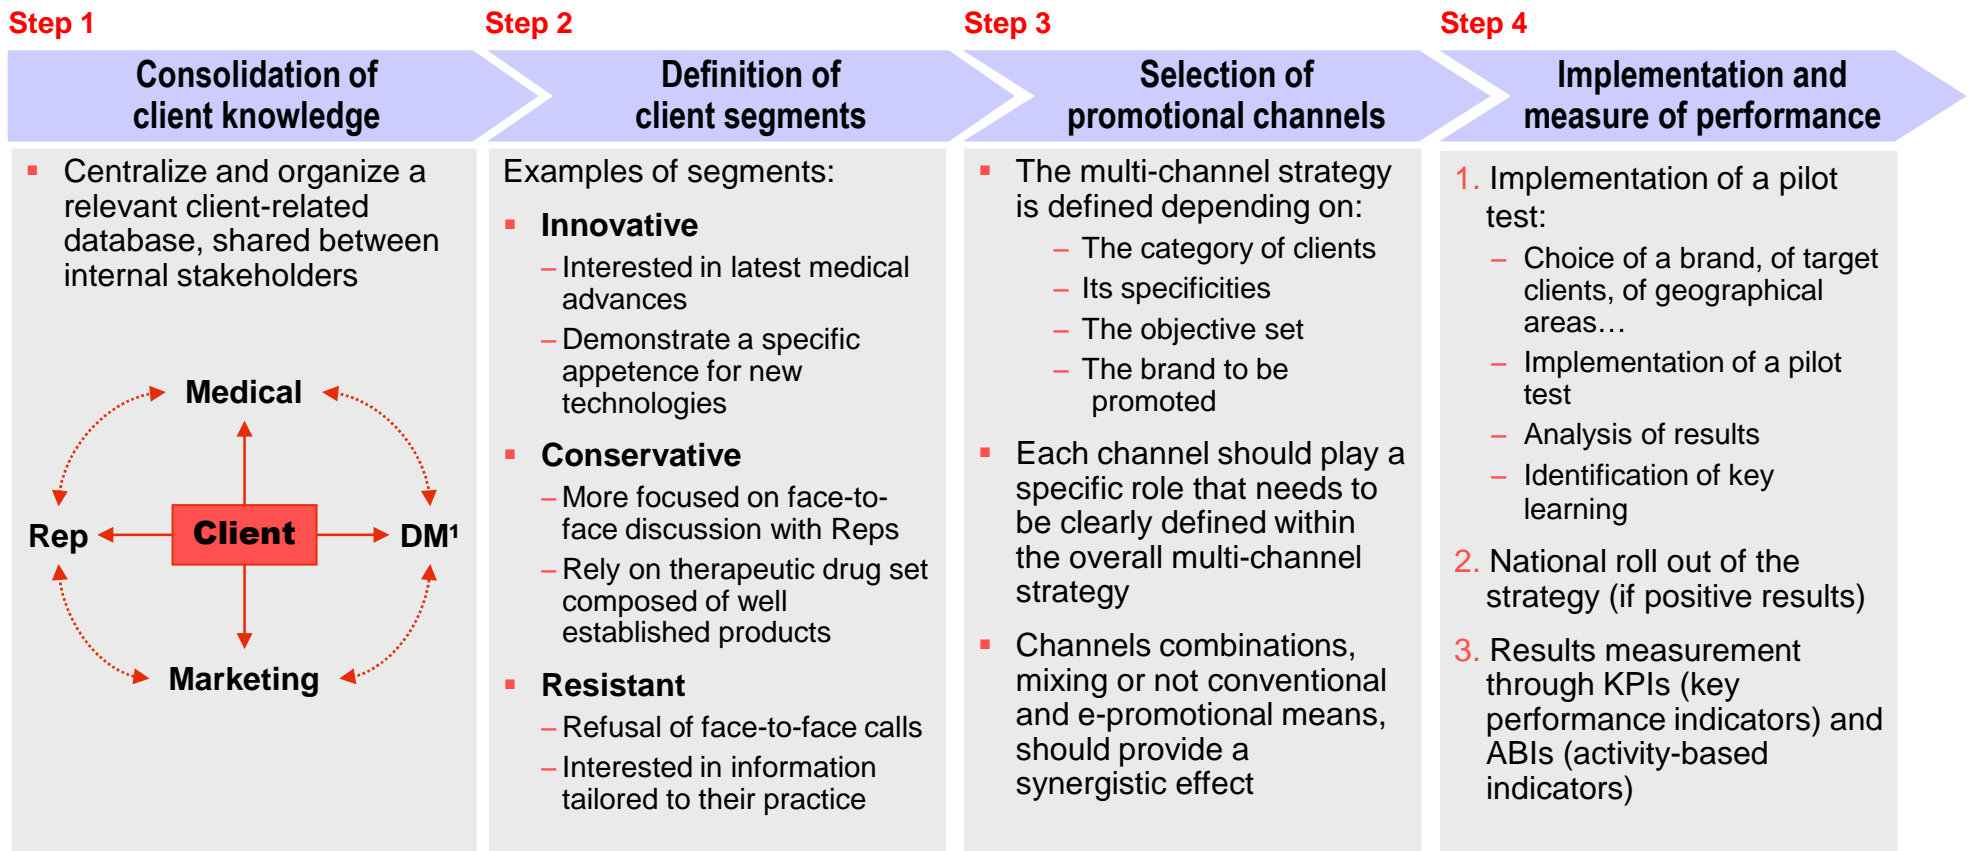 Step 1
Consolidation of
client knowledge
▪ Centralize and organize a
relevant client-related
database, shared between
internal stakeholders
Medical
Rep
Client
DM¹
Marketing
Step 2
Definition of
client segments
Examples of segments:
▪ Innovative
– Interested in latest medical
advances
– Demonstrate a specific
appetence for new
technologies
▪ Conservative
– More focused on face-to-
face discussion with Reps
– Rely on therapeutic drug set
composed of well
established products
▪ Resistant
– Refusal of face-to-face calls
– Interested in information
tailored to their practice
Step 3
Selection of
promotional channels
▪ The multi-channel strategy
is defined depending on:
– The category of clients
– Its specificities
– The objective set
– The brand to be
promoted
▪ Each channel should play a
specific role that needs to
be clearly defined within
the overall multi-channel
strategy
▪ Channels combinations,
mixing or not conventional
and e-promotional means,
should provide a
synergistic effect
Step 4
Implementation and
measure of performance
1. Implementation of a pilot
test:
– Choice of a brand, of target
clients, of geographical
areas…
– Implementation of a pilot
test
– Analysis of results
– Identification of key
learning
2. National roll out of the
strategy (if positive results)
3. Results measurement
through KPIs (key
performance indicators) and
ABIs (activity-based
indicators)